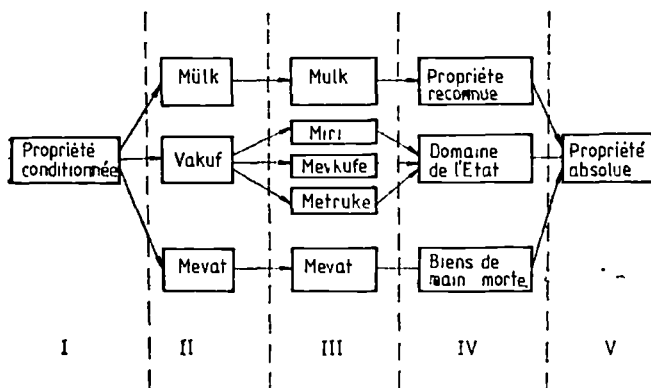 Mülk
Mulk
Propriéte
reconnue
Propriété
conditionnée
Vakuf
Miri
Mevkufe
Metruke
Domaine
de l'Etat
Propriété
absolue
Mevat
Mevat
Biens de
main morte
I II III IV V